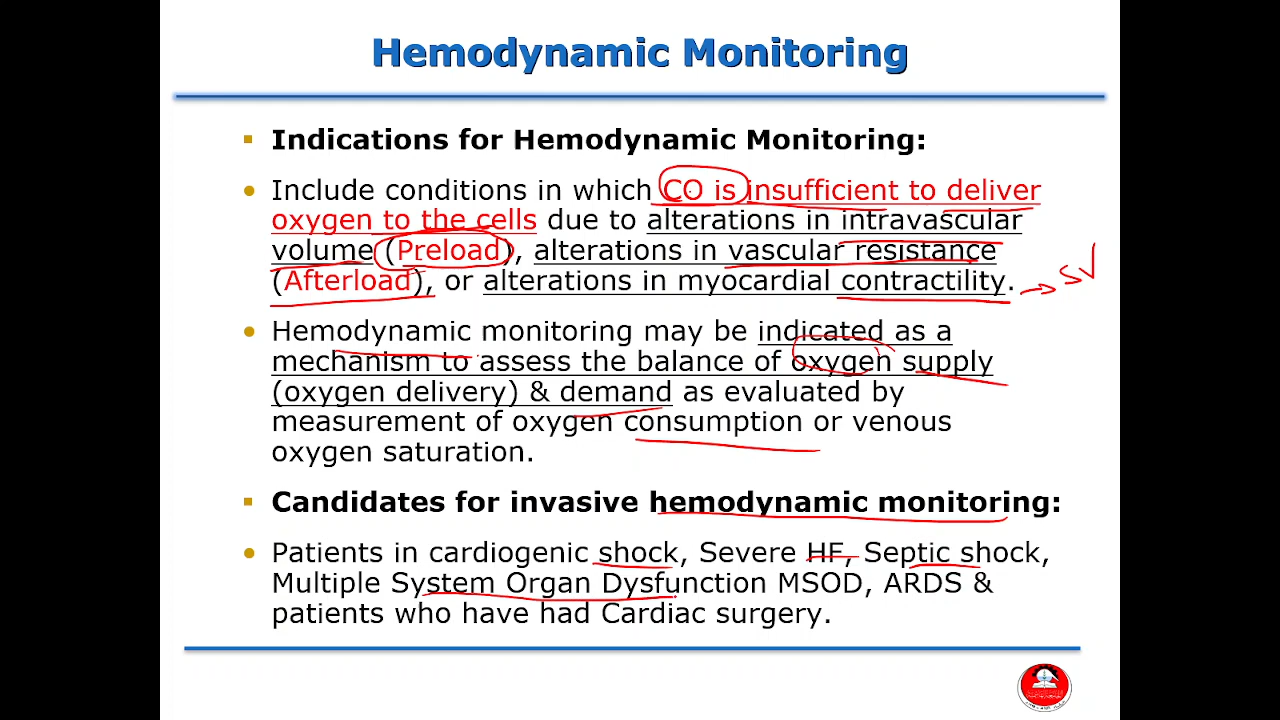 Hemodynamic Monitoring
Indications for Hemodynamic Monitoring:
Include conditions in which CO is insufficient to deliver
oxygen to the cells due to alterations in intravascular
volume (Preload), alterations in vascular resistance
(Afterload), or alterations in myocardial contractility. → SV
Hemodynamic monitoring may be indicated as a
mechanism to assess the balance of oxygen supply
(oxygen delivery) & demand as evaluated by
measurement of oxygen consumption or venous
oxygen saturation.
Candidates for invasive hemodynamic monitoring:
Patients in cardiogenic shock, Severe HF, Septic shock,
Multiple System Organ Dysfunction MSOD, ARDS &
patients who have had Cardiac surgery.